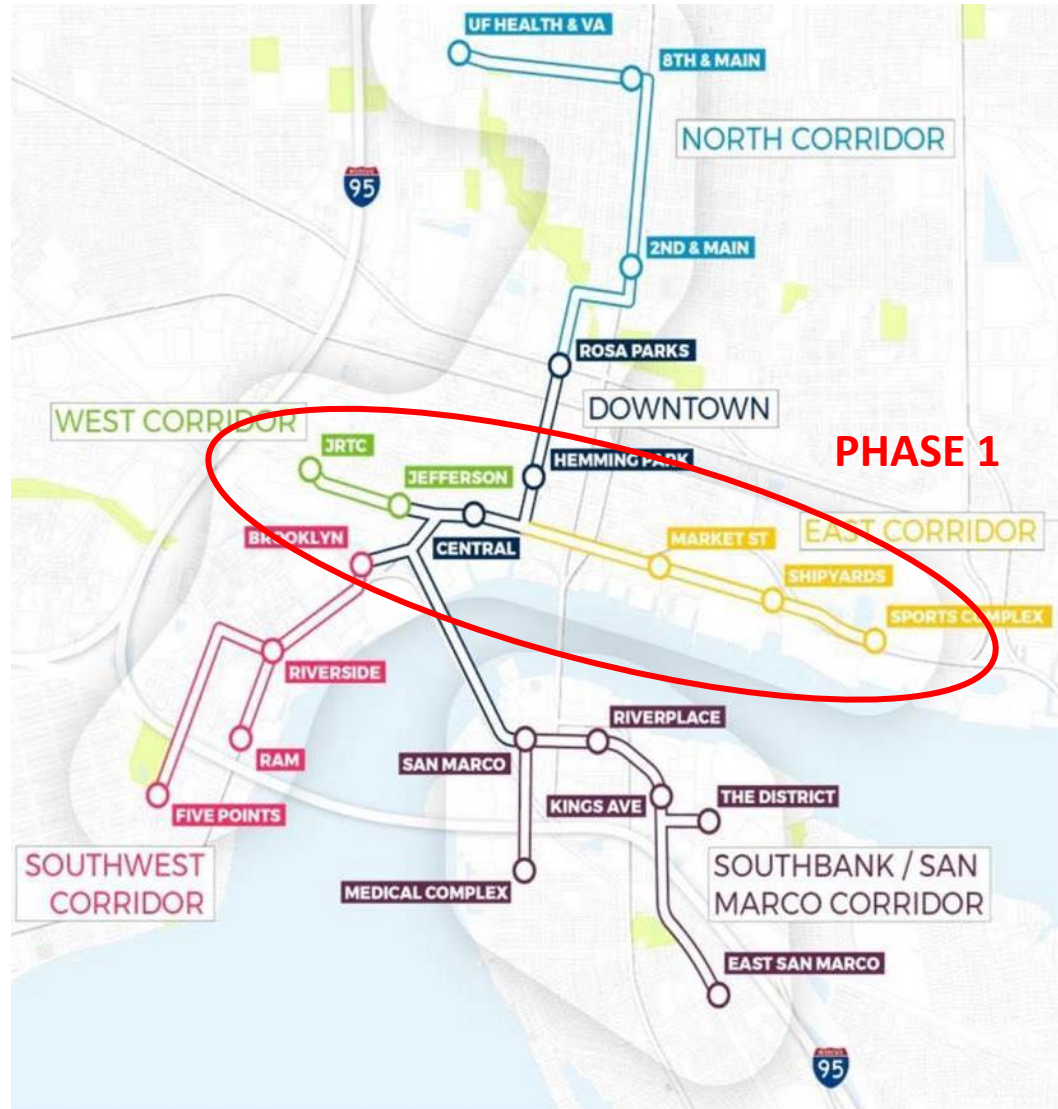 UF HEALTH & VA
8TH & MAIN
NORTH CORRIDOR
95
2ND & MAIN
ROSA PARKS
DOWNTOWN
WEST CORRIDOR
JRTC
HEMMING PARK
PHASE 1
JEFFERSON
EAST CORRIDOR
BROOKLYN
CENTRAL
MARKET ST
SHIPYARDS
SPORTS COMPLEX
RIVERSIDE
RIVERPLACE
RAM
SAN MARCO
THE DISTRICT
KINGS AVE
FIVE POINTS
SOUTHWEST
CORRIDOR
MEDICAL COMPLEX
SOUTHBANK / SAN
MARCO CORRIDOR
EAST SAN MARCO
95